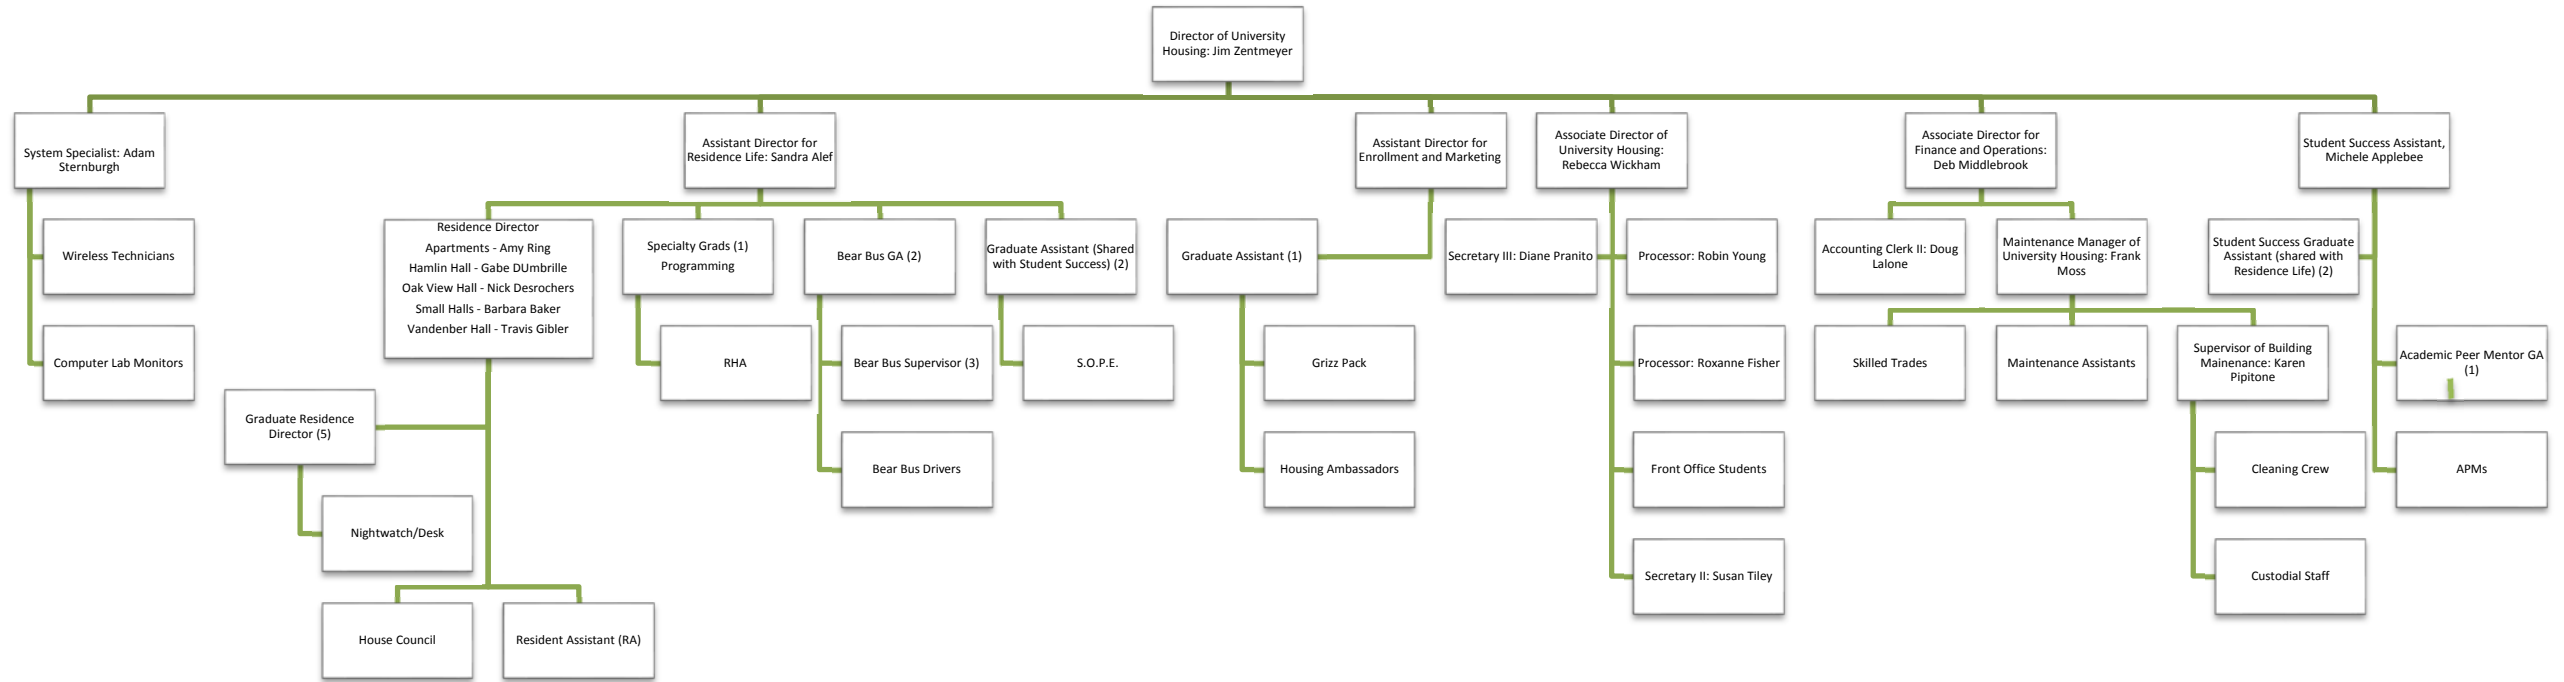 Director of University
Housing: Jim Zentmeyer
System Specialist: Adam
Sternburgh
Wireless Technicians
Computer Lab Monitors
Assistant Director for
Residence Life: Sandra Alef
Residence Director
Apartments - Amy Ring
Hamlin Hall - Gabe DUmbrille
Oak View Hall - Nick Desrochers
Small Halls - Barbara Baker
Vandenber Hall - Travis Gibler
Graduate Residence
Director (5)
Nightwatch/Desk
House Council
Resident Assistant (RA)
Specialty Grads (1)
Programming
RHA
Bear Bus GA (2)
Bear Bus Supervisor (3)
Bear Bus Drivers
Graduate Assistant (Shared
with Student Success) (2)
S.O.P.E.
Assistant Director for
Enrollment and Marketing
Graduate Assistant (1)
Grizz Pack
Housing Ambassadors
Associate Director of
University Housing:
Rebecca Wickham
Secretary III: Diane Pranito
Processor: Robin Young
Processor: Roxanne Fisher
Front Office Students
Secretary II: Susan Tiley
Associate Director for
Finance and Operations:
Deb Middlebrook
Accounting Clerk II: Doug
Lalone
Maintenance Manager of
University Housing: Frank
Moss
Skilled Trades
Maintenance Assistants
Supervisor of Building
Mainenance: Karen
Pipitone
Cleaning Crew
Custodial Staff
Student Success Assistant,
Michele Applebee
Student Success Graduate
Assistant (shared with
Residence Life) (2)
Academic Peer Mentor GA
(1)
APMs